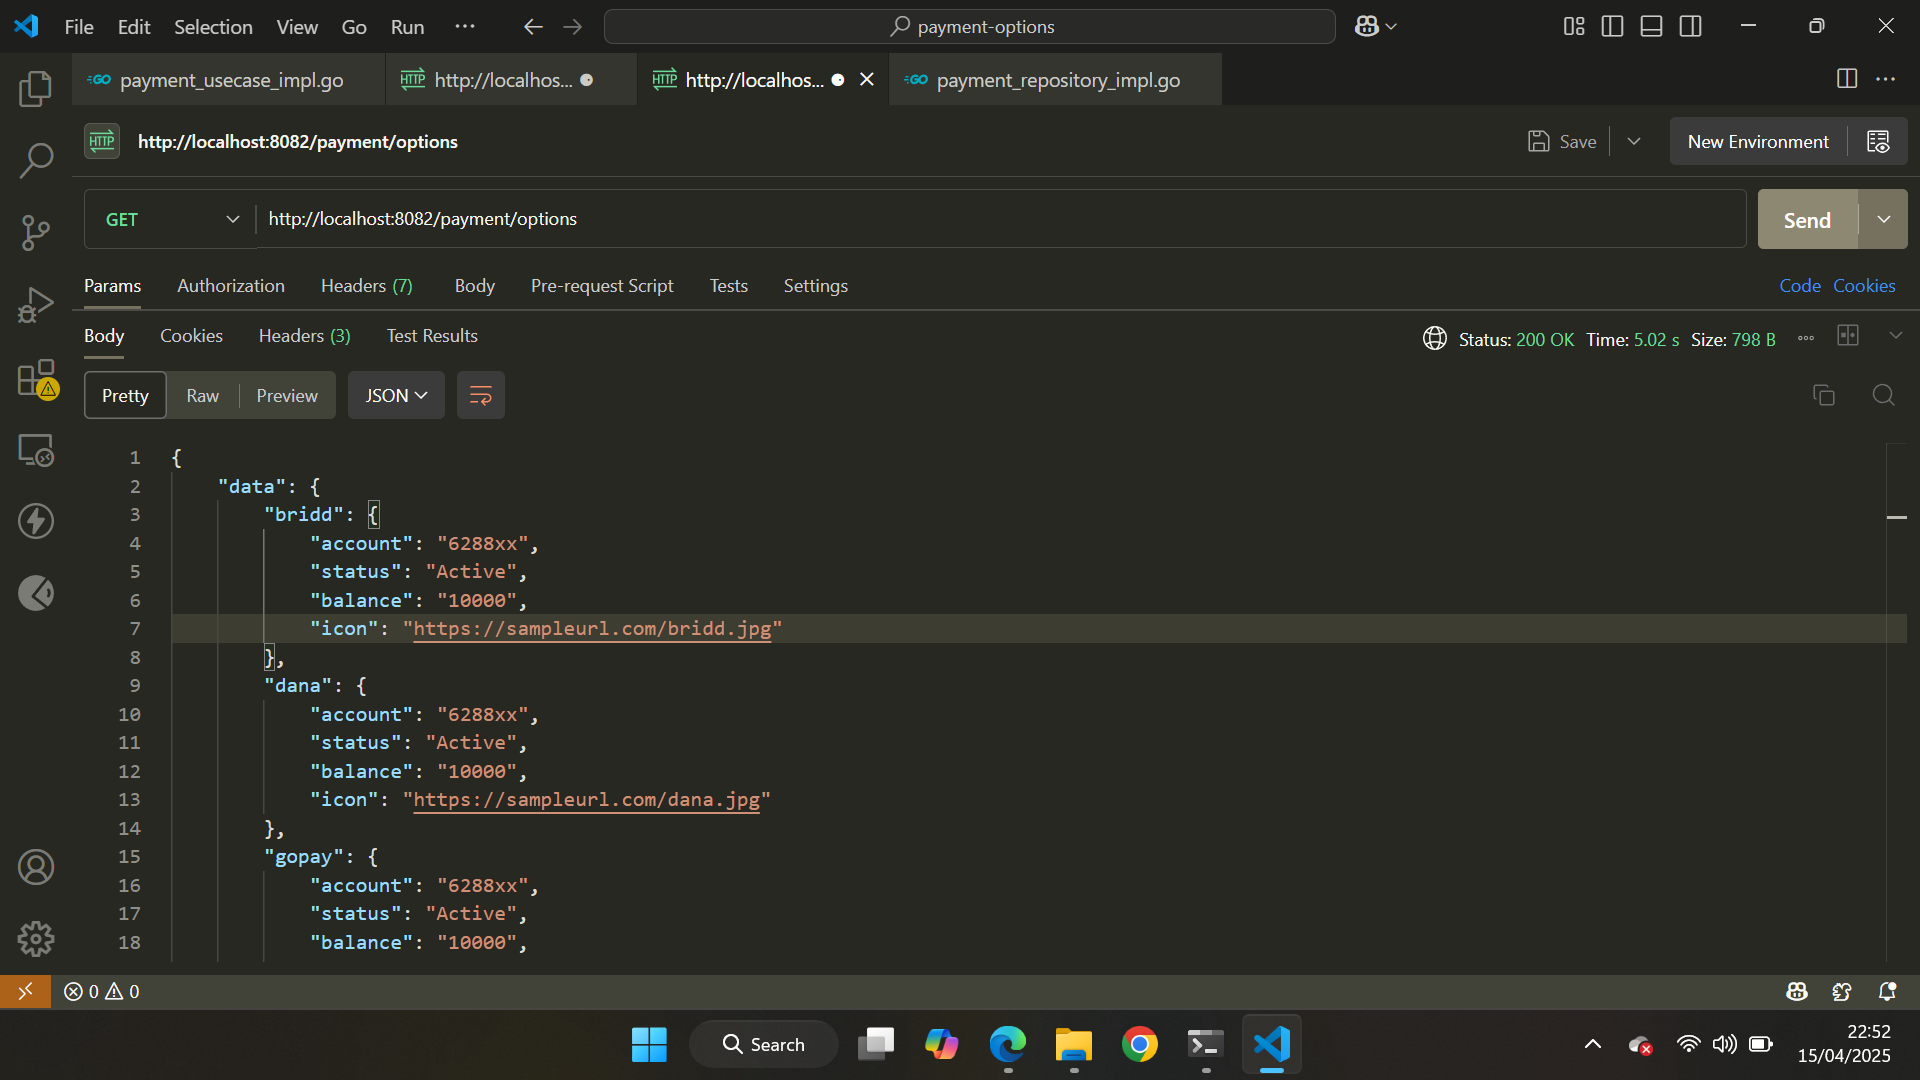 File Edit Selection View Go Run ··· payment-options
GO payment_usecase_impl.go HTTP http://localhos... HTTP http://localhos... GO payment_repository_impl.go
HTTP http://localhost:8082/payment/options Save New Environment
GET http://localhost:8082/payment/options Send
Params Authorization Headers (7) Body Pre-request Script Tests Settings Code Cookies
Body Cookies Headers (3) Test Results Status: 200 OK Time: 5.02 s Size: 798 B
Pretty Raw Preview JSON
1 {
2 "data": {
3 "bridd": {
4 "account": "6288xx",
5 "status": "Active",
6 "balance": "10000",
7 "icon": "https://sampleurl.com/bridd.jpg"
8 },
9 "dana": {
10 "account": "6288xx",
11 "status": "Active",
12 "balance": "10000",
13 "icon": "https://sampleurl.com/dana.jpg"
14 },
15 "gopay": {
16 "account": "6288xx",
17 "status": "Active",
18 "balance": "10000",
0 0
Search
22:52
15/04/2025